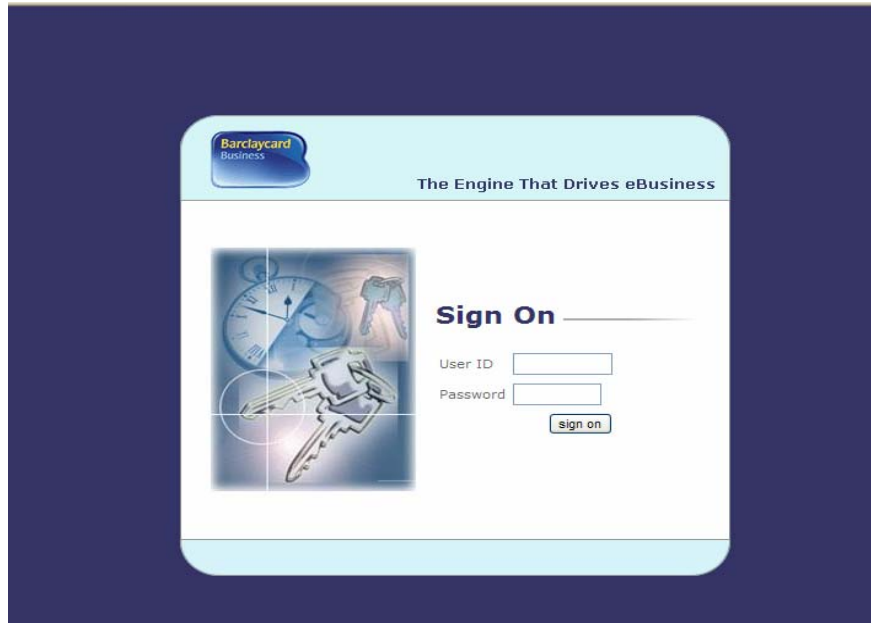 Barclaycard
Business
The Engine That Drives eBusiness
Sign On
User ID
Password
sign on